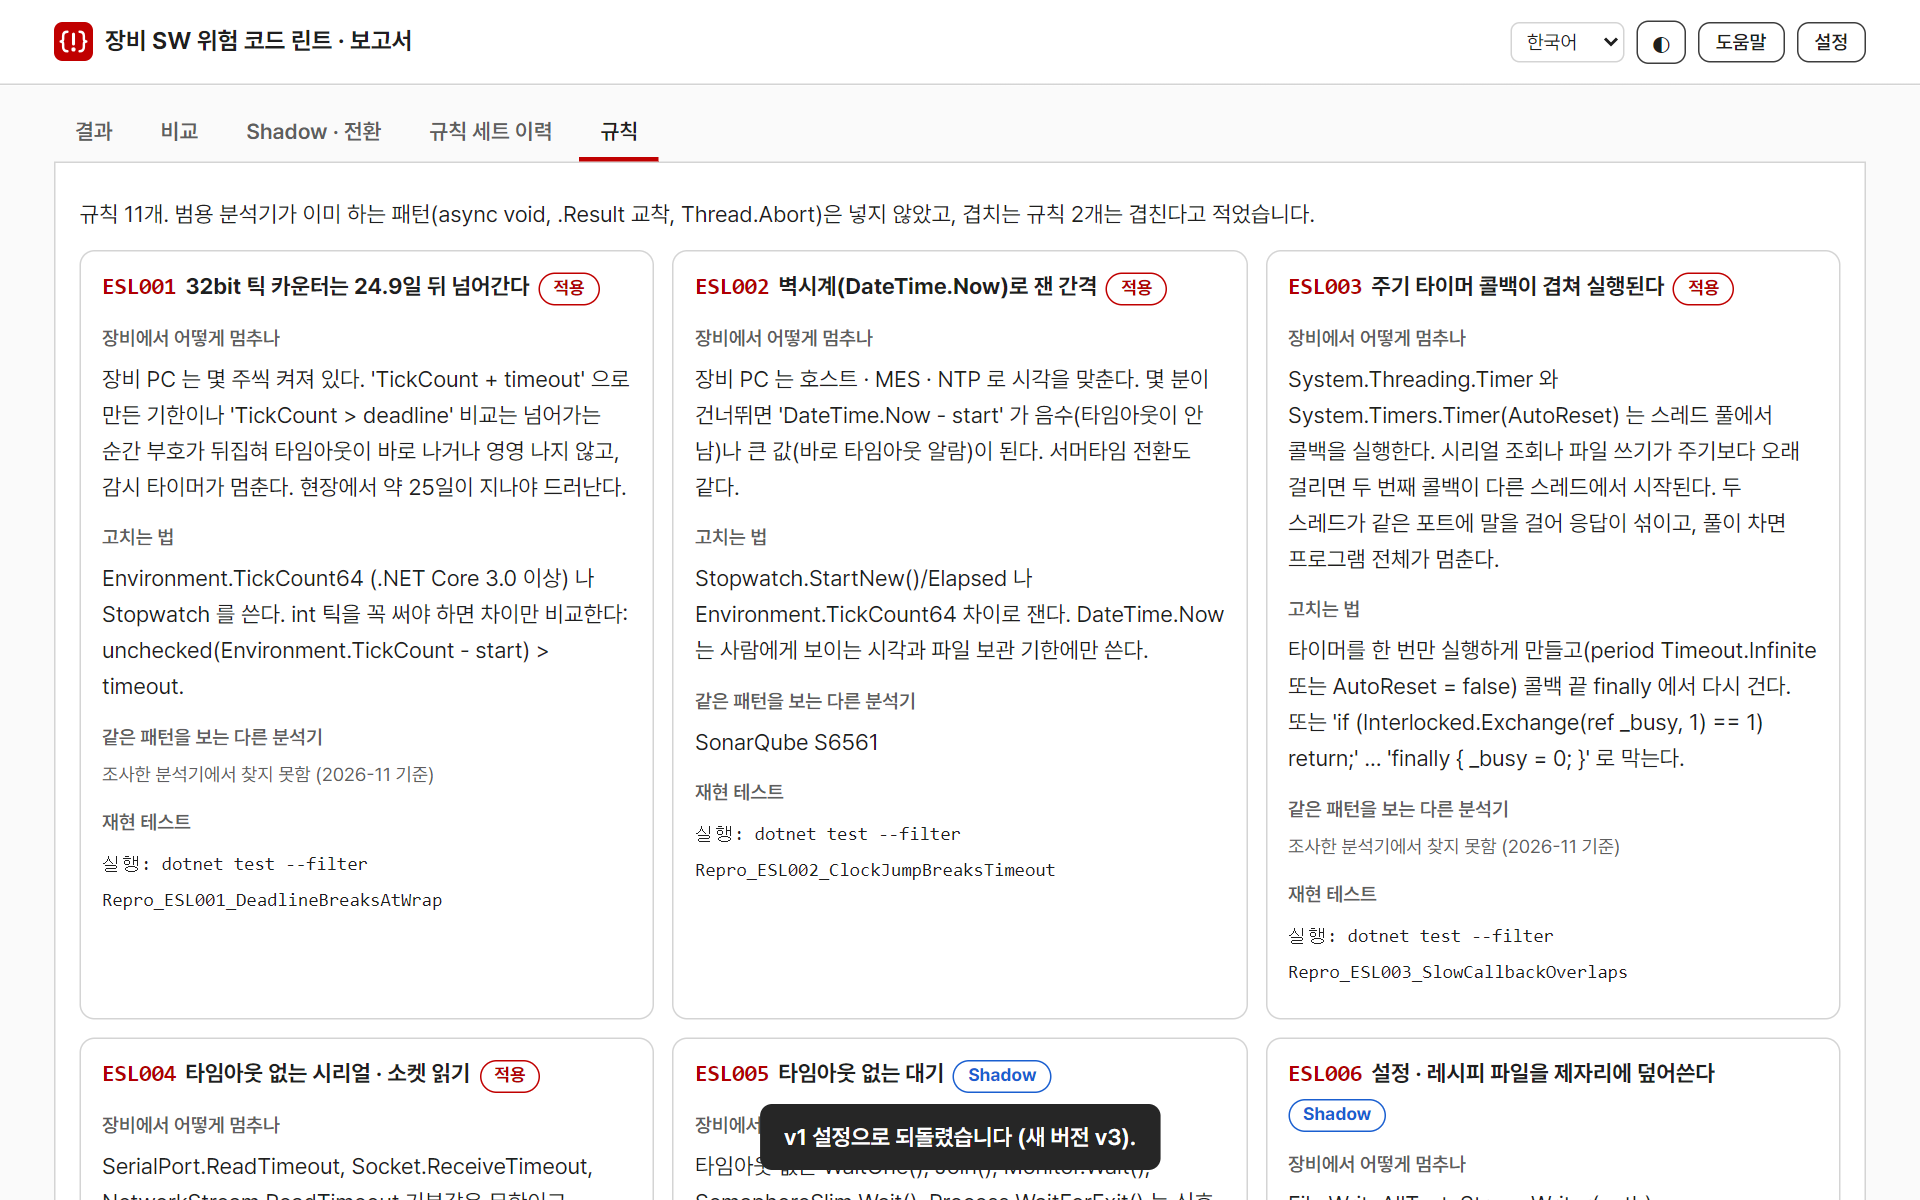 {!} 장비 SW 위험 코드 린트 · 보고서
한국어
도움말
설정
결과
비교
Shadow · 전환
규칙 세트 이력
규칙
규칙 11개. 범용 분석기가 이미 하는 패턴(async void, .Result 교착, Thread.Abort)은 넣지 않았고, 겹치는 규칙 2개는 겹친다고 적었습니다.
ESL001 32bit 틱 카운터는 24.9일 뒤 넘어간다 적용
장비에서 어떻게 멈추나
장비 PC 는 몇 주씩 켜져 있다. 'TickCount + timeout' 으로
만든 기한이나 'TickCount > deadline' 비교는 넘어가는
순간 부호가 뒤집혀 타임아웃이 바로 나거나 영영 나지 않고,
감시 타이머가 멈춘다. 현장에서 약 25일이 지나야 드러난다.
고치는 법
Environment.TickCount64 (.NET Core 3.0 이상) 나
Stopwatch 를 쓴다. int 틱을 꼭 써야 하면 차이만 비교한다:
unchecked(Environment.TickCount - start) >
timeout.
같은 패턴을 보는 다른 분석기
조사한 분석기에서 찾지 못함 (2026-11 기준)
재현 테스트
실행: dotnet test --filter
Repro_ESL001_DeadlineBreaksAtWrap
ESL002 벽시계(DateTime.Now)로 잰 간격 적용
장비에서 어떻게 멈추나
장비 PC 는 호스트 · MES · NTP 로 시각을 맞춘다. 몇 분이
건너뛰면 'DateTime.Now - start' 가 음수(타임아웃이 안
남)나 큰 값(바로 타임아웃 알람)이 된다. 서머타임 전환도
같다.
고치는 법
Stopwatch.StartNew()/Elapsed 나
Environment.TickCount64 차이로 잰다. DateTime.Now
는 사람에게 보이는 시각과 파일 보관 기한에만 쓴다.
같은 패턴을 보는 다른 분석기
SonarQube S6561
재현 테스트
실행: dotnet test --filter
Repro_ESL002_ClockJumpBreaksTimeout
ESL003 주기 타이머 콜백이 겹쳐 실행된다 적용
장비에서 어떻게 멈추나
System.Threading.Timer 와
System.Timers.Timer(AutoReset) 는 스레드 풀에서
콜백을 실행한다. 시리얼 조회나 파일 쓰기가 주기보다 오래
걸리면 두 번째 콜백이 다른 스레드에서 시작된다. 두
스레드가 같은 포트에 말을 걸어 응답이 섞이고, 풀이 차면
프로그램 전체가 멈춘다.
고치는 법
타이머를 한 번만 실행하게 만들고(period Timeout.Infinite
또는 AutoReset = false) 콜백 끝 finally 에서 다시 건다.
또는 'if (Interlocked.Exchange(ref _busy, 1) == 1)
return;' ... 'finally { _busy = 0; }' 로 막는다.
같은 패턴을 보는 다른 분석기
조사한 분석기에서 찾지 못함 (2026-11 기준)
재현 테스트
실행: dotnet test --filter
Repro_ESL003_SlowCallbackOverlaps
ESL004 타임아웃 없는 시리얼 · 소켓 읽기 적용
장비에서 어떻게 멈추나
SerialPort.ReadTimeout, Socket.ReceiveTimeout,
ESL005 타임아웃 없는 대기 Shadow
장비에서
타임아웃 없는 WaitOne(), Join(), Monitor.Wait(),
ESL006 설정 · 레시피 파일을 제자리에 덮어쓴다
Shadow
장비에서 어떻게 멈추나
v1 설정으로 되돌렸습니다 (새 버전 v3).